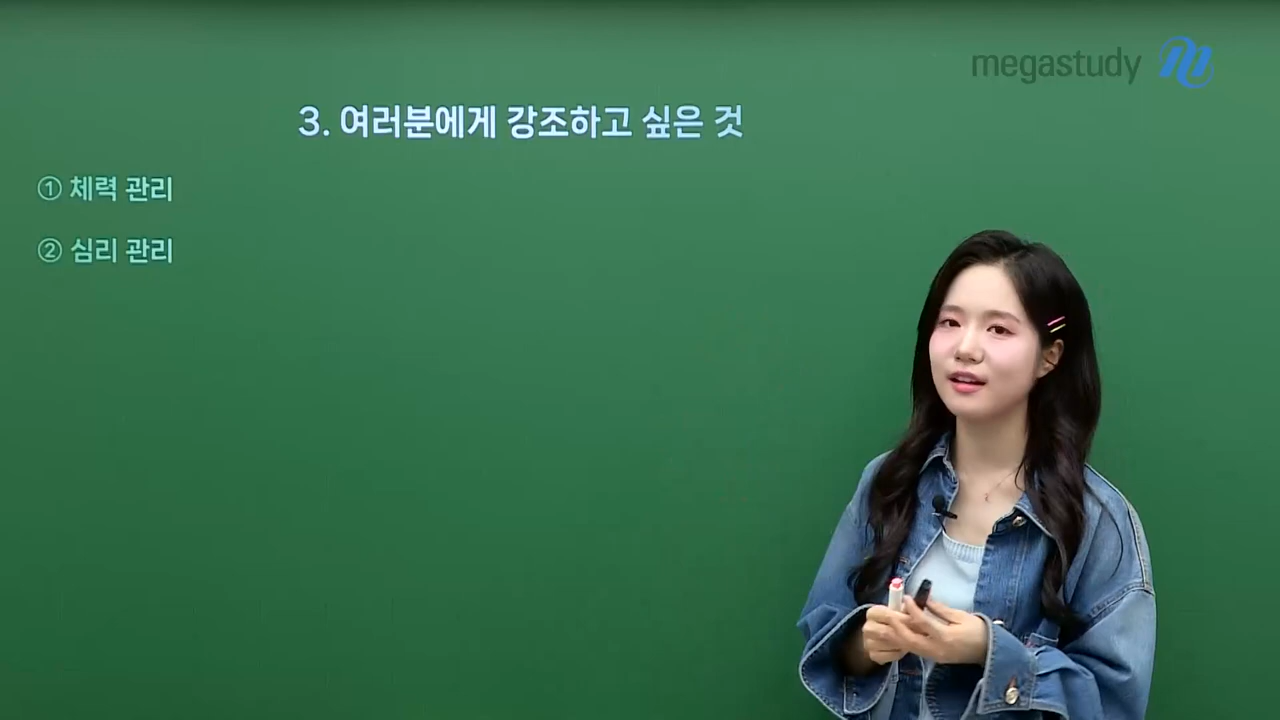 megastudy
3. 여러분에게 강조하고 싶은 것
① 체력 관리
② 심리 관리